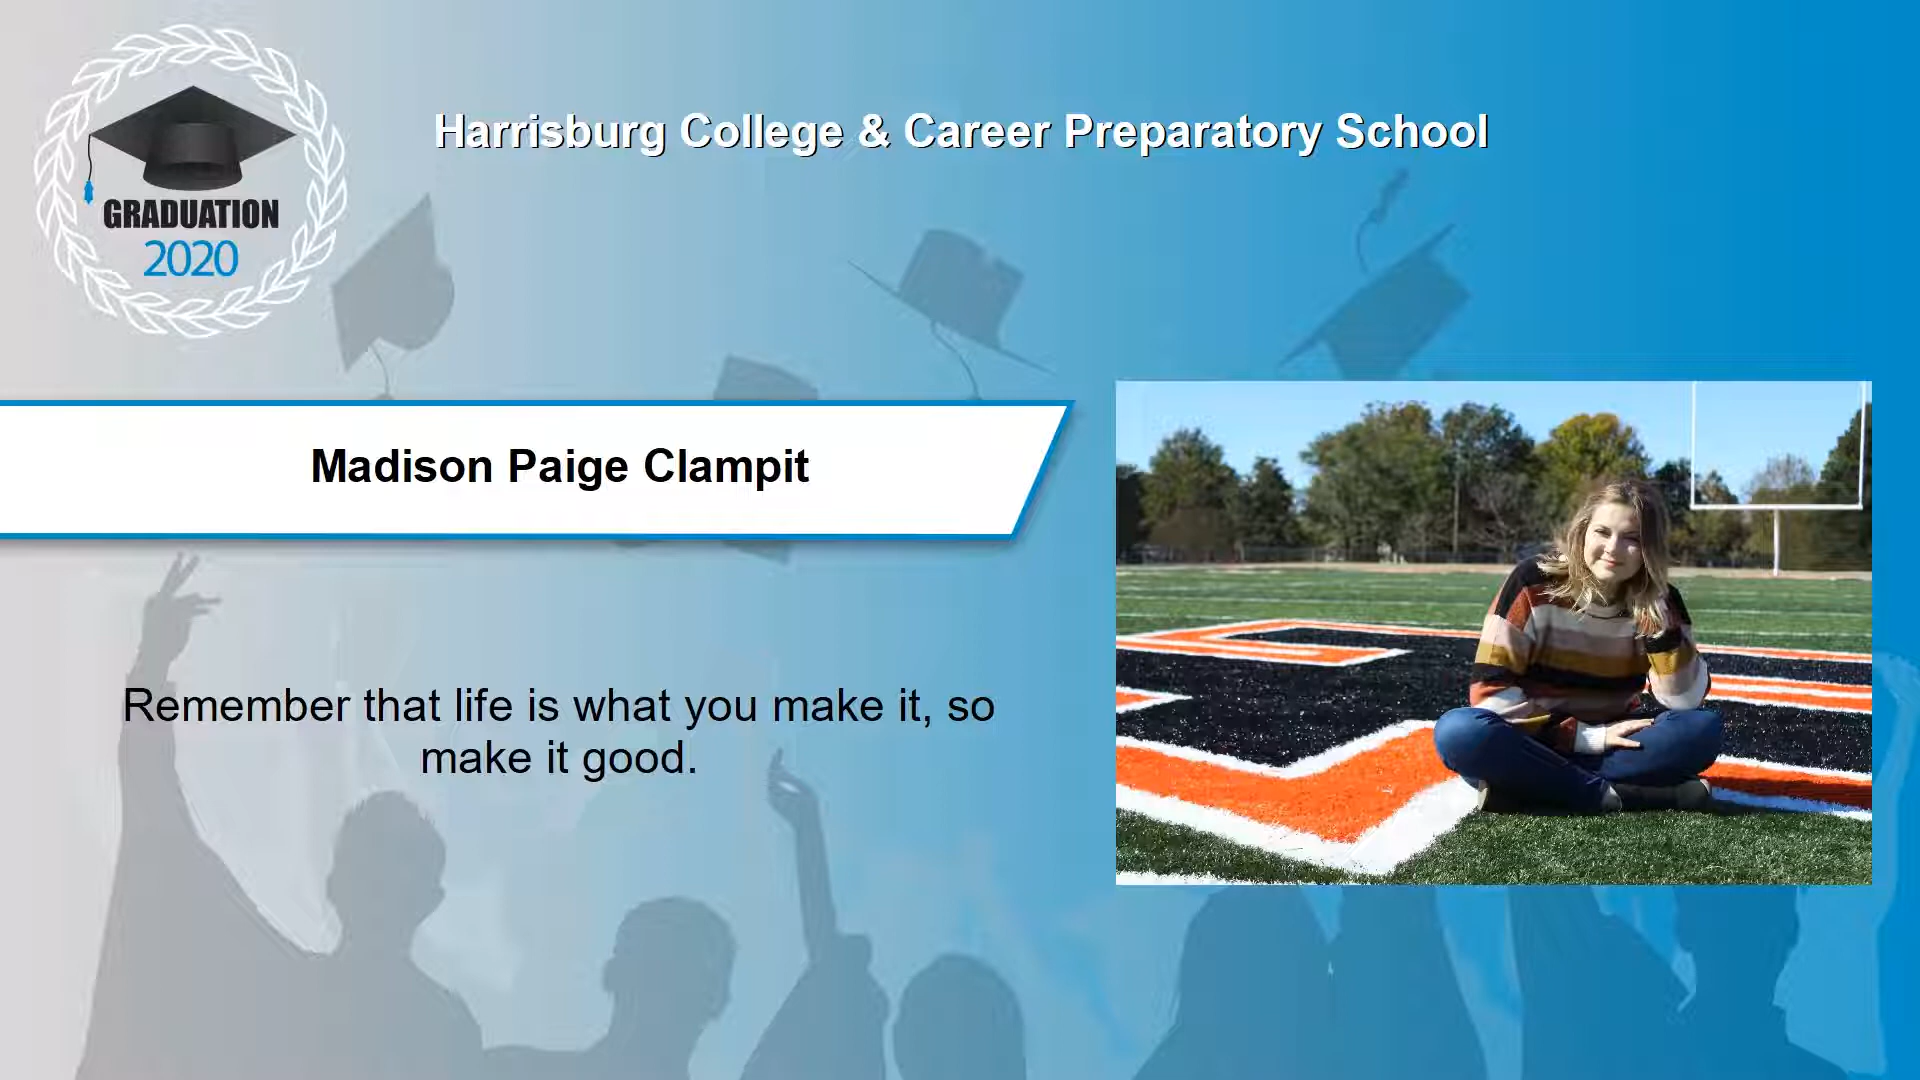 GRADUATION
2020
Harrisburg College & Career Preparatory School
Madison Paige Clampit
Remember that life is what you make it, so
make it good.